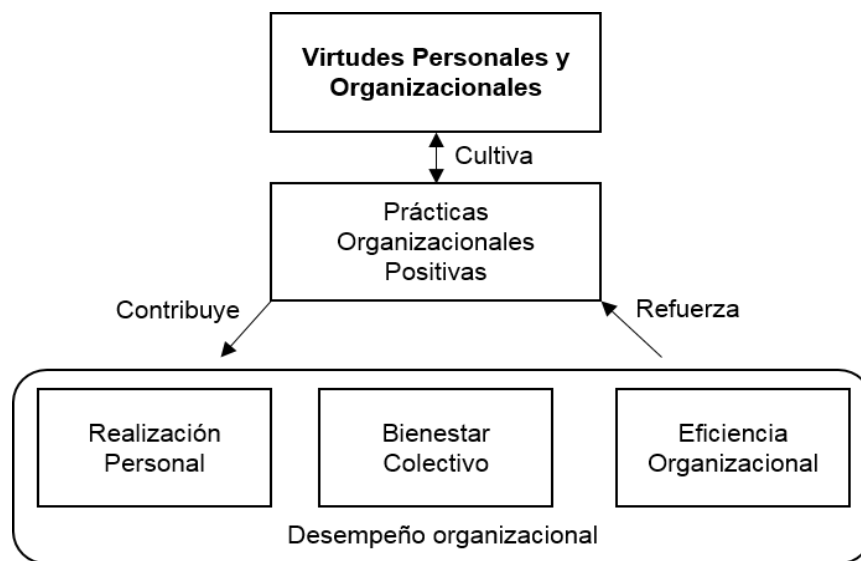 Virtudes Personales y
Organizacionales
Cultiva
Prácticas
Organizacionales
Positivas
Contribuye
Refuerza
Realización
Personal
Bienestar
Colectivo
Eficiencia
Organizacional
Desempeño organizacional